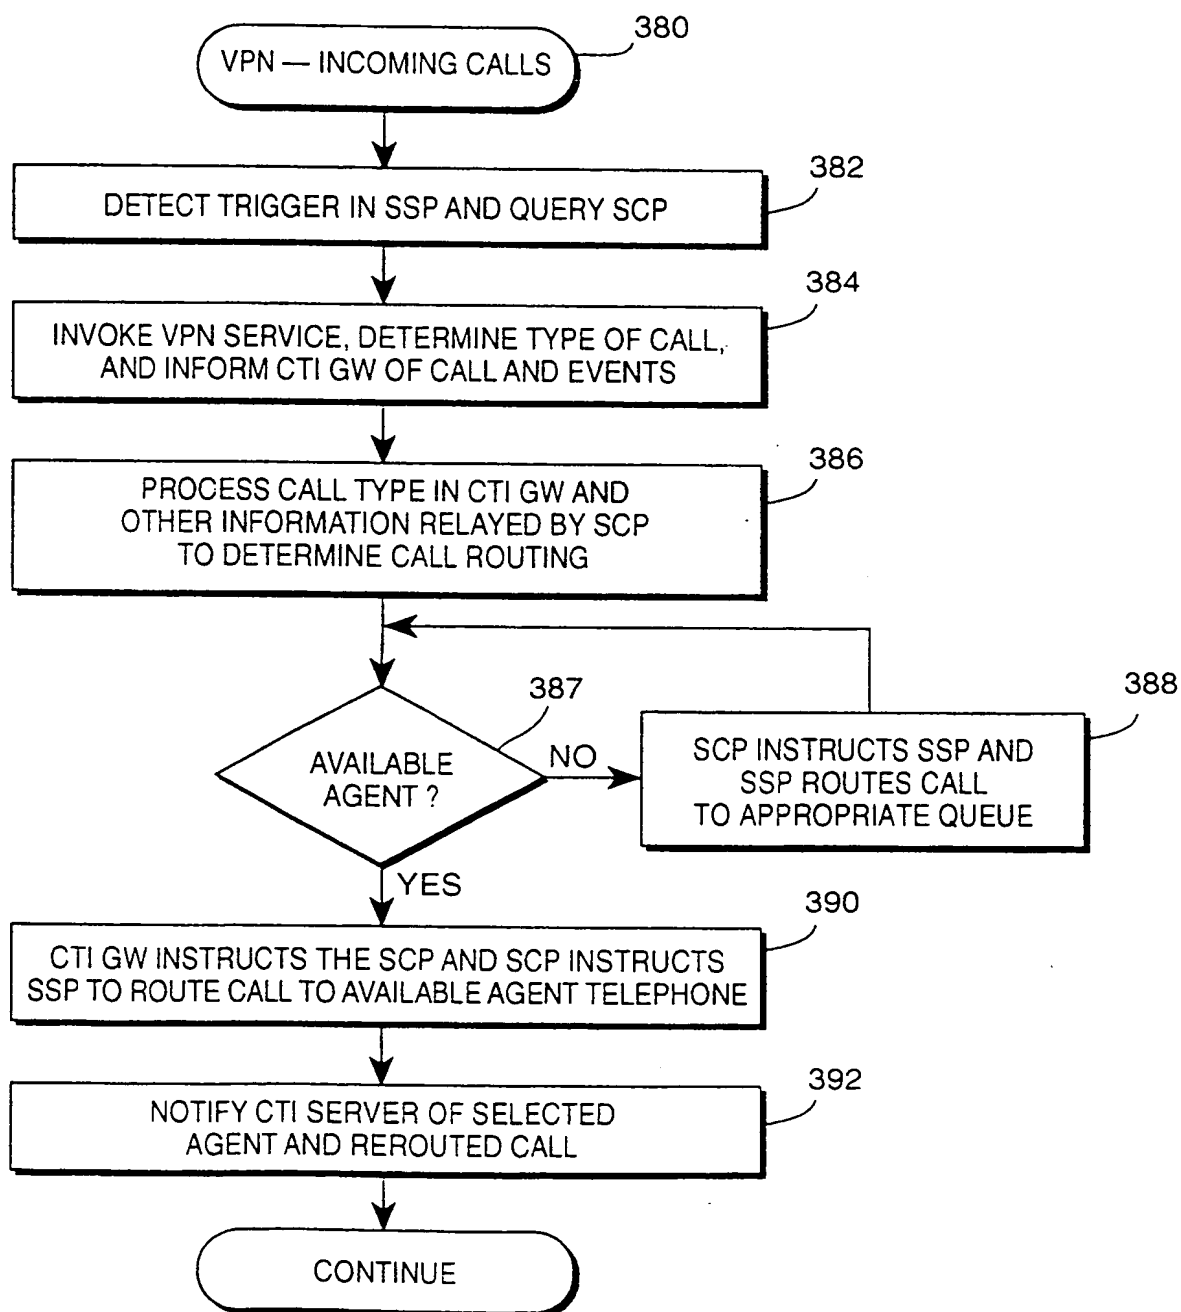 VPN — INCOMING CALLS
380
382
DETECT TRIGGER IN SSP AND QUERY SCP
384
INVOKE VPN SERVICE, DETERMINE TYPE OF CALL,
AND INFORM CTI GW OF CALL AND EVENTS
386
PROCESS CALL TYPE IN CTI GW AND
OTHER INFORMATION RELAYED BY SCP
TO DETERMINE CALL ROUTING
387
AVAILABLE
AGENT ?
NO
388
SCP INSTRUCTS SSP AND
SSP ROUTES CALL
TO APPROPRIATE QUEUE
YES
390
CTI GW INSTRUCTS THE SCP AND SCP INSTRUCTS
SSP TO ROUTE CALL TO AVAILABLE AGENT TELEPHONE
392
NOTIFY CTI SERVER OF SELECTED
AGENT AND REROUTED CALL
CONTINUE